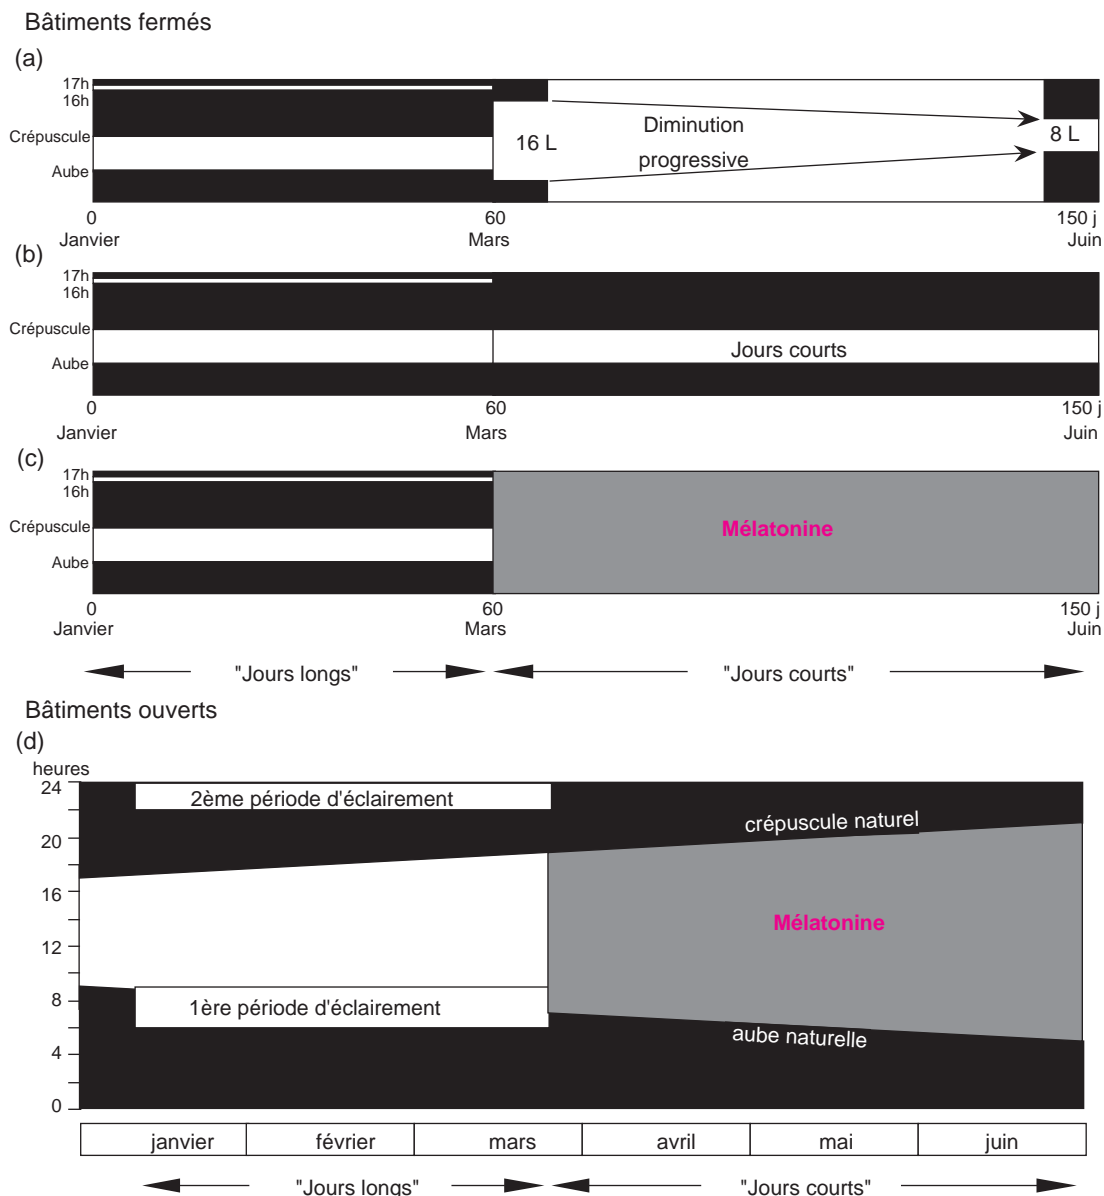 Bâtiments fermés
(a)
17h
16h
Crépuscule
Aube
16 L
Diminution
progressive
8 L
0
60
150 j
Janvier
Mars
Juin
(b)
17h
16h
Crépuscule
Aube
Jours courts
0
60
150 j
Janvier
Mars
Juin
(c)
17h
16h
Crépuscule
Aube
Mélatonine
0
60
150 j
Janvier
Mars
Juin
"Jours longs"
"Jours courts"
Bâtiments ouverts
(d)
heures
24
20
16
12
8
4
0
2ème période d'éclairement
crépuscule naturel
Mélatonine
1ère période d'éclairement
aube naturelle
janvier
février
mars
avril
mai
juin
"Jours longs"
"Jours courts"